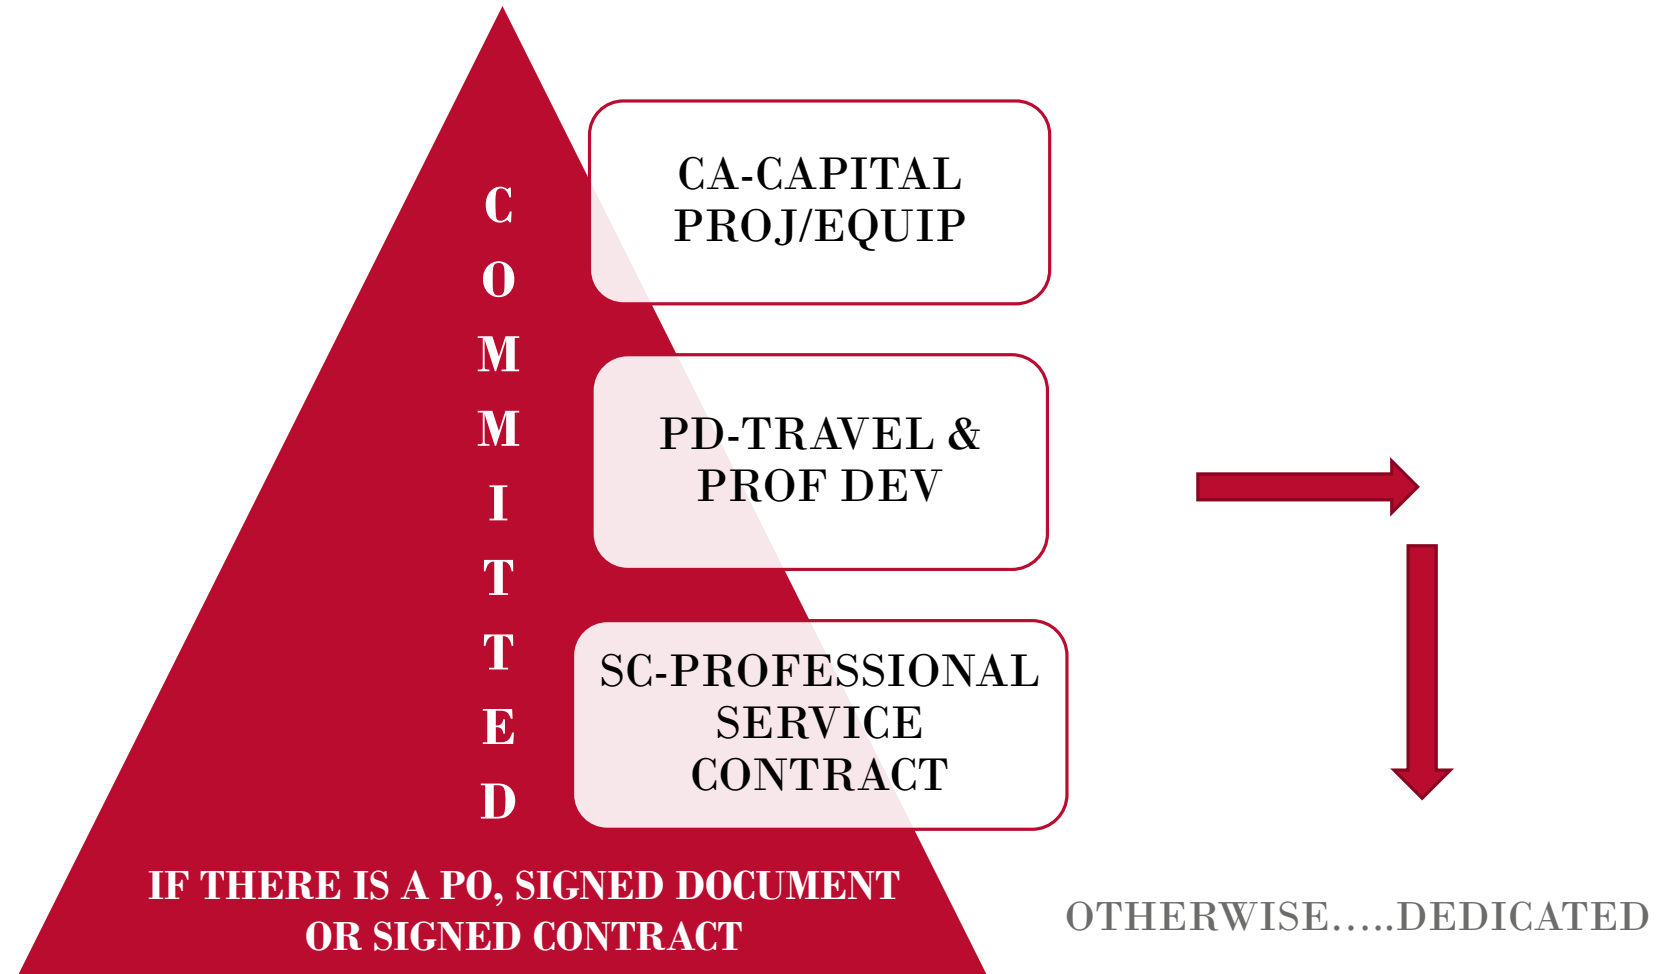 COMMITTED
CA-CAPITAL
PROJ/EQUIP
PD-TRAVEL &
PROF DEV
SC-PROFESSIONAL
SERVICE
CONTRACT
IF THERE IS A PO, SIGNED DOCUMENT
OR SIGNED CONTRACT
OTHERWISE.....DEDICATED